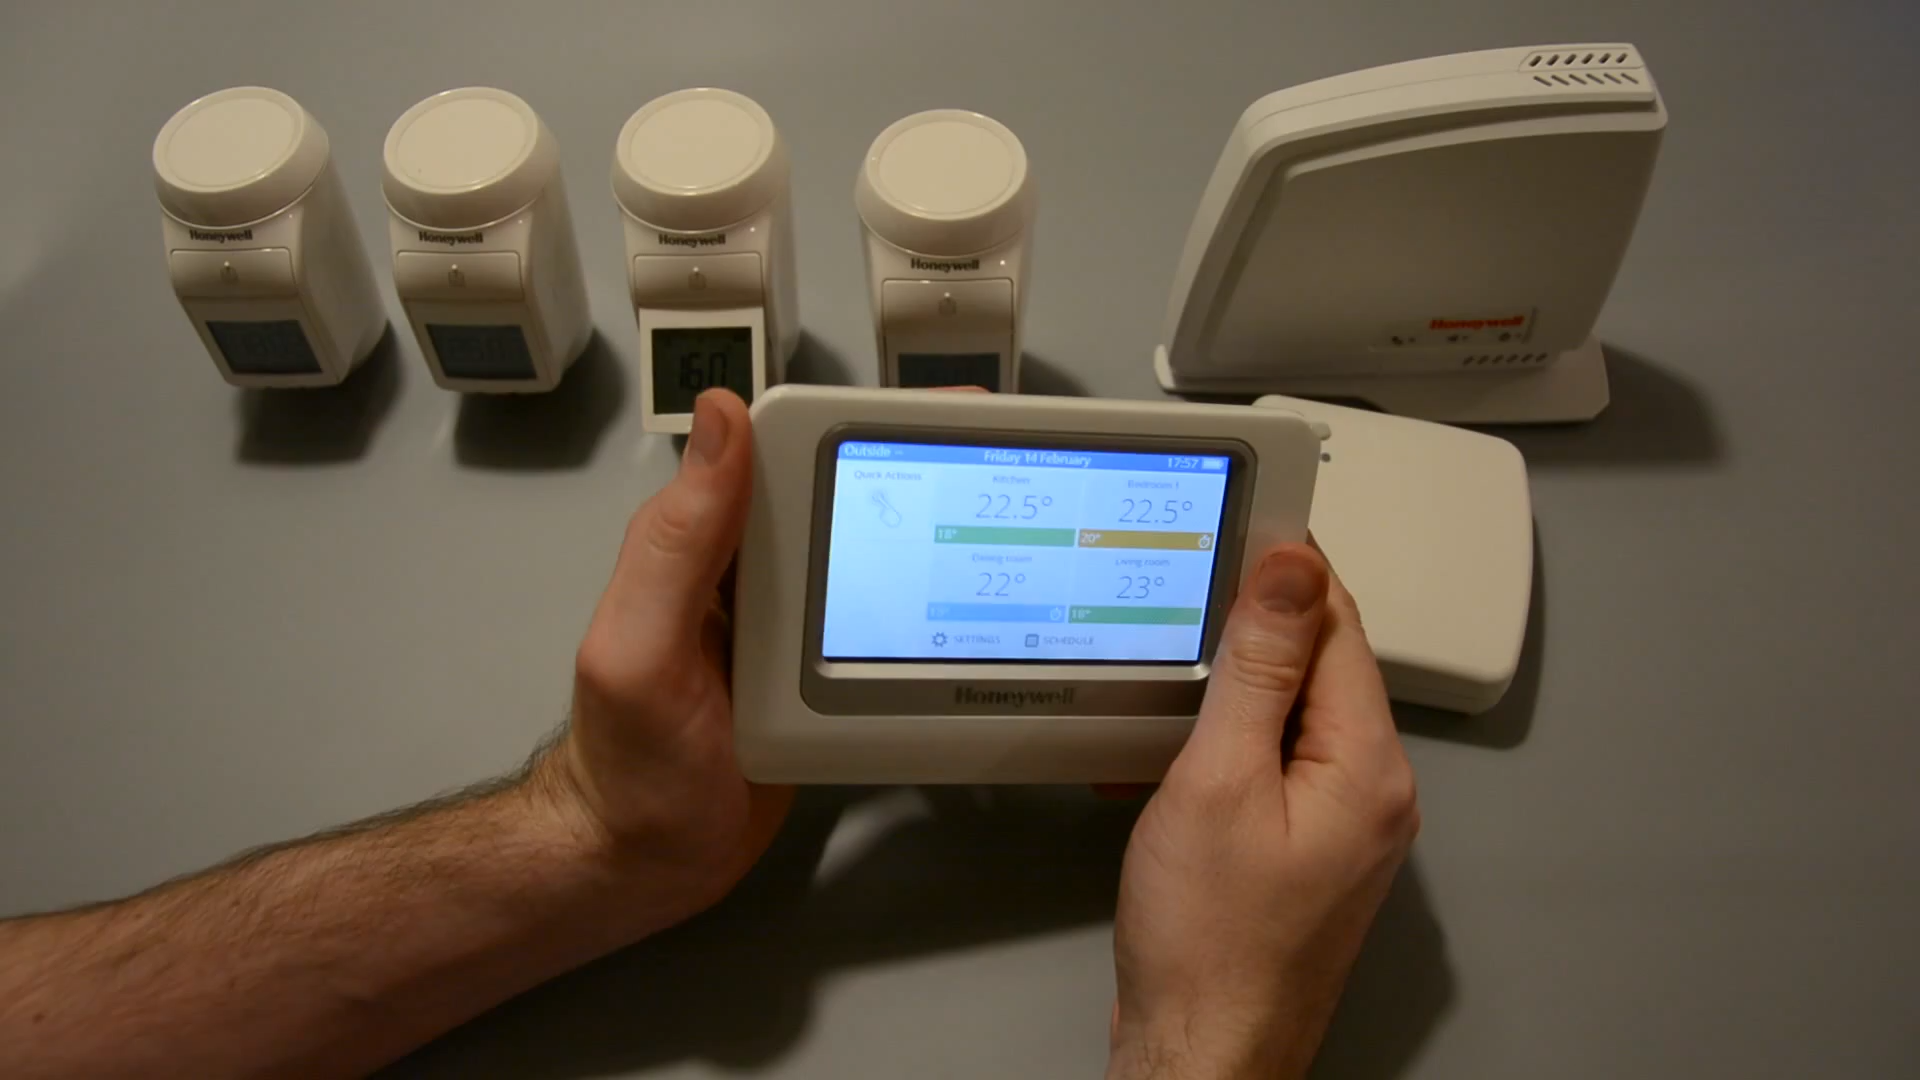 Honeywell
Honeywell
Honeywell
Honeywell
16.0
Honeywell
Outside --
Friday 14 February
17:57
Quick Actions
Kitchen
22.5°
18°
Bedroom 1
22.5°
20°
Dining room
22°
15°
Living room
23°
18°
SETTINGS
SCHEDULE
Honeywell